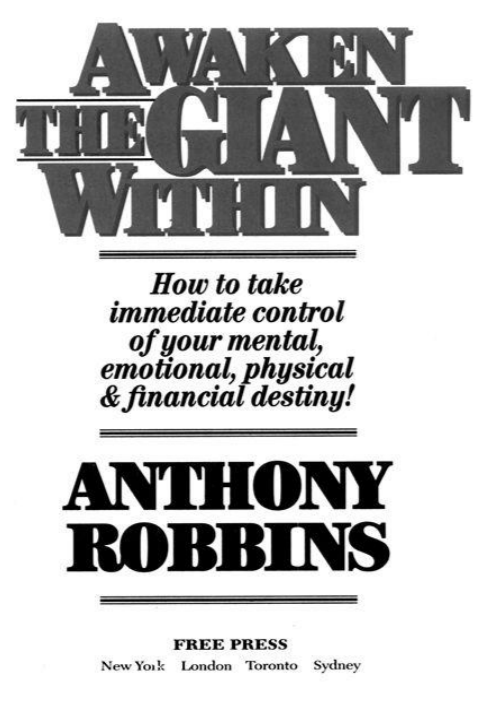 AWAKEN
THE GIANT
WITHIN
How to take
immediate control
of your mental,
emotional, physical
& financial destiny!
ANTHONY
ROBBINS
FREE PRESS
New York London Toronto Sydney